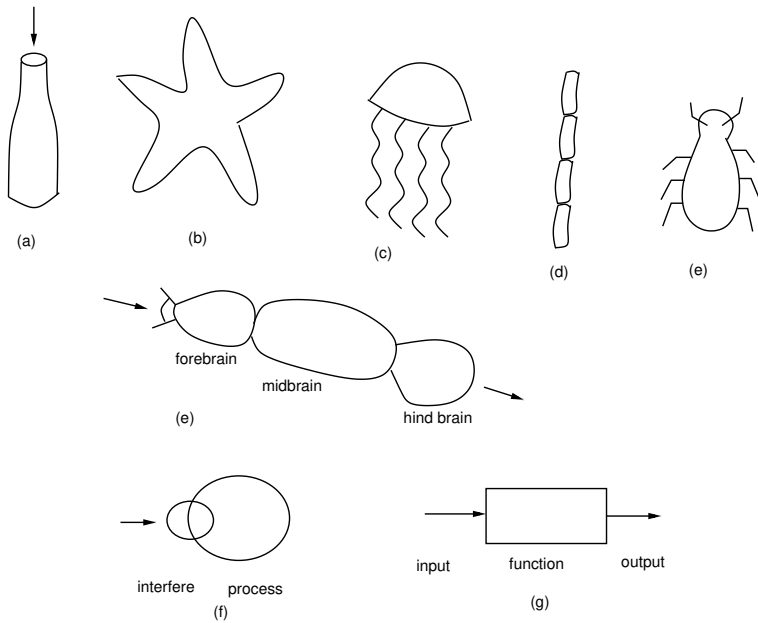 (a)
(b)
(c)
(d)
(e)
forebrain
midbrain
hind brain
(e)
interfere process
(f)
input function output
(g)